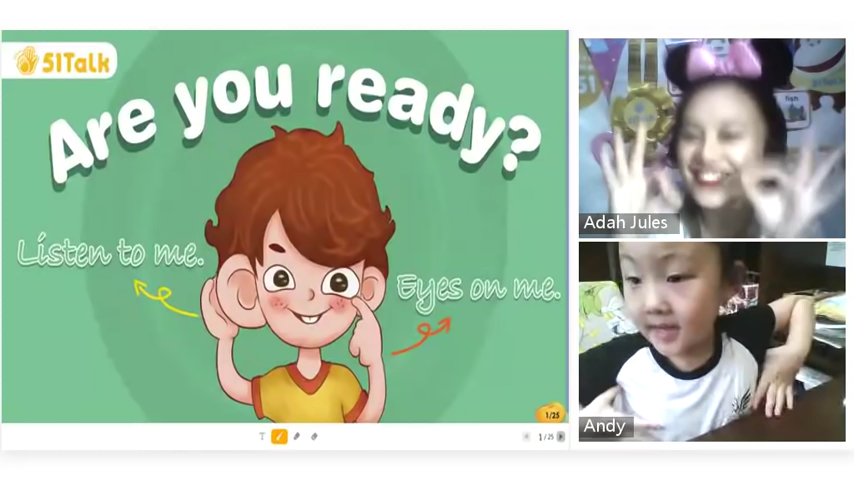 51Talk
Are you ready?
Listen to me.
Eyes on me.
1/25
T
1/25
Adah Jules
Andy